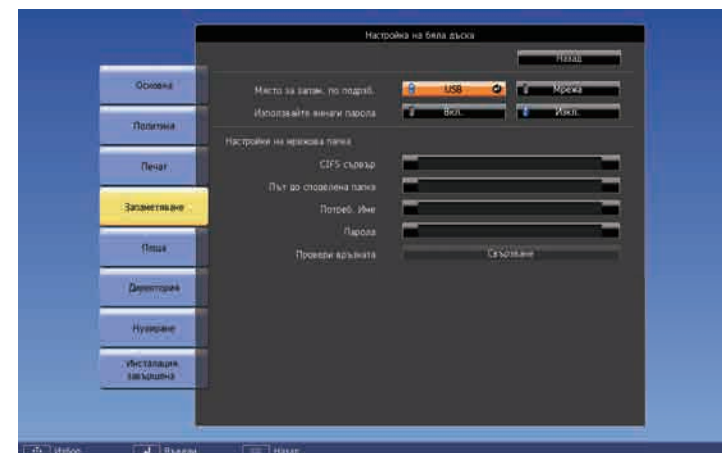 Настройка на бяла дъска
Назад
Основна
Политика
Печат
Запаметяване
Поща
Директория
Нулиране
Инсталация завършена
Място за запам. по подраб.
USB
Мрежа
Използвайте винаги парола
Вкл.
Изкл.
Настройки на мрежова папка
CIFS сървър
Път до споделена папка
Потреб. Име
Парола
Провери връзката
Свързване
Избор
Въведи
Назад